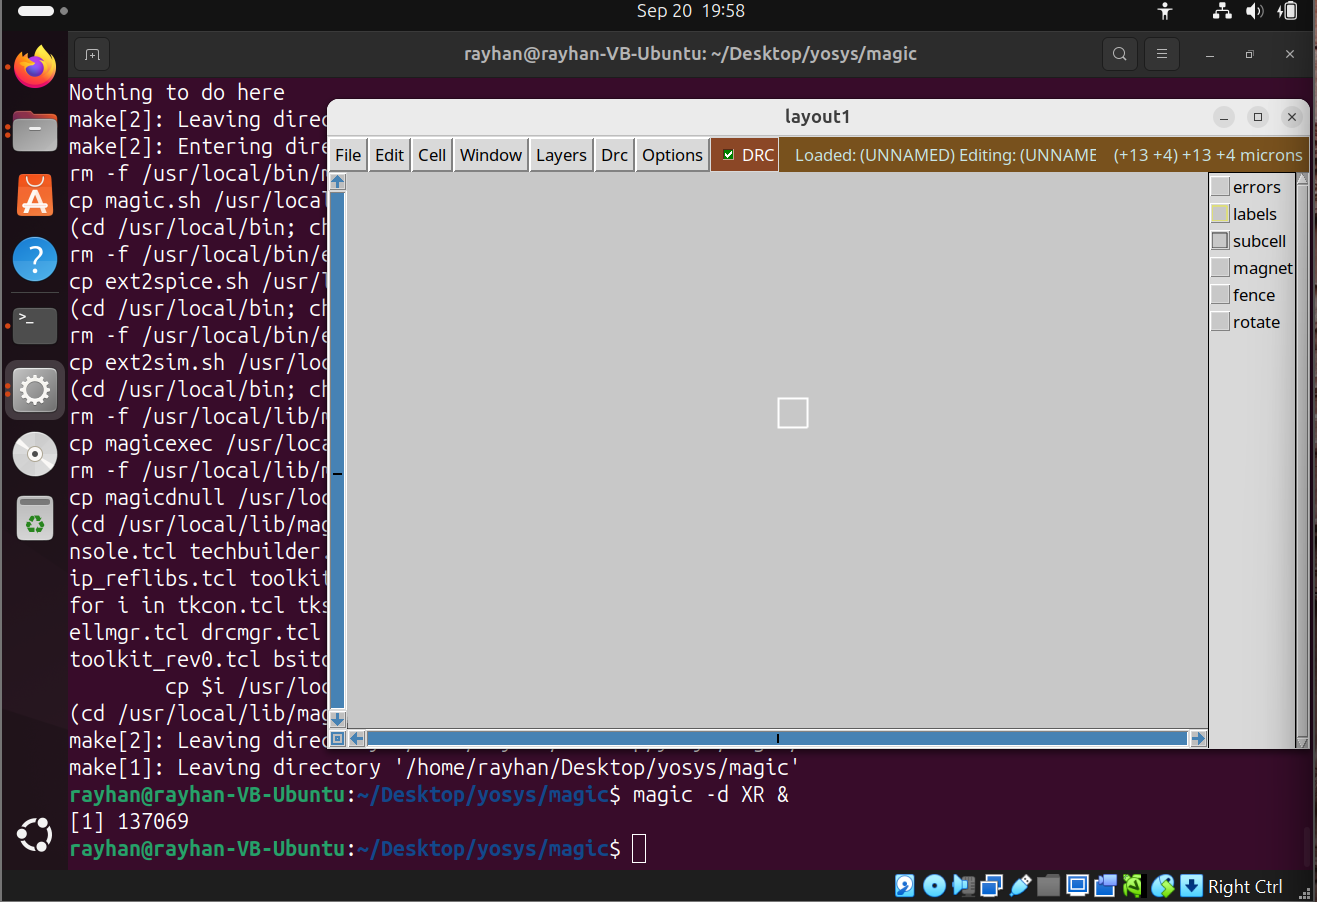 Sep 20 19:58
rayhan@rayhan-VB-Ubuntu: ~/Desktop/yosys/magic
Nothing to do here
make[2]: Leaving direc
make[2]: Entering dire
rm -f /usr/local/bin/m
cp magic.sh /usr/local
(cd /usr/local/bin; ch
rm -f /usr/local/bin/e
cp ext2spice.sh /usr/l
(cd /usr/local/bin; ch
rm -f /usr/local/bin/e
cp ext2sim.sh /usr/loc
(cd /usr/local/bin; ch
rm -f /usr/local/lib/m
cp magicexec /usr/loca
rm -f /usr/local/lib/m
cp magicdnull /usr/loc
(cd /usr/local/lib/mag
nsole.tcl techbuilder.
ip_reflibs.tcl toolkit
for i in tkcon.tcl tks
ellmgr.tcl drcmgr.tcl
toolkit_rev0.tcl bsito
cp $i /usr/loc
(cd /usr/local/lib/mag
make[2]: Leaving direc
make[1]: Leaving directory '/home/rayhan/Desktop/yosys/magic'
rayhan@rayhan-VB-Ubuntu:~/Desktop/yosys/magic$ magic -d XR &
[1] 137069
rayhan@rayhan-VB-Ubuntu:~/Desktop/yosys/magic$
layout1
File Edit Cell Window Layers Drc Options DRC Loaded: (UNNAMED) Editing: (UNNAME (+13 +4) +13 +4 microns
errors
labels
subcell
magnet
fence
rotate
Right Ctrl